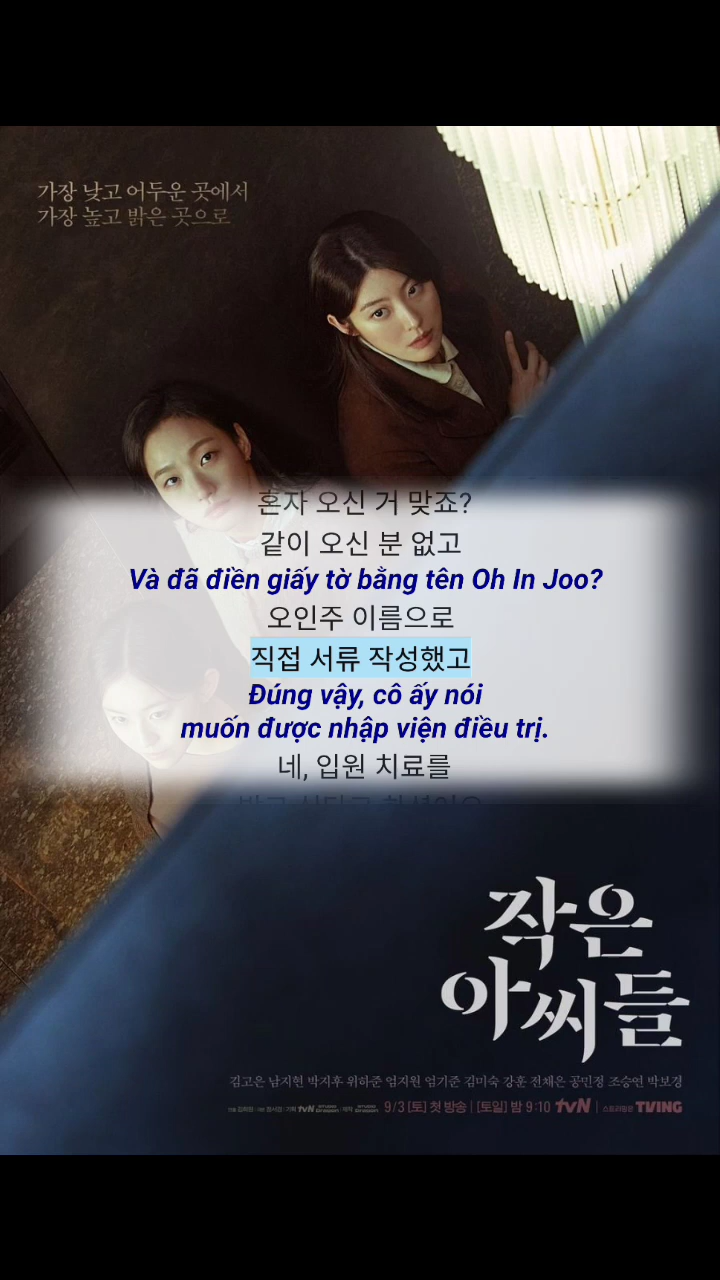 가장 낮고 어두운 곳에서
가장 높고 밝은 곳으로
혼자 오신 거 맞죠?
같이 오신 분 없고
Và đã điền giấy tờ bằng tên Oh In Joo?
오인주 이름으로
직접 서류 작성했고
Đúng vậy, cô ấy nói
muốn được nhập viện điều trị.
네, 입원 치료를
작은
아씨들
김고은 남지현 박지후 위하준 엄지원 엄기준 김미숙 강훈 전채은 공민정 조승연 박보경
9/3 [토] 첫 방송 | [토일] 밤 9:10 tvN | 스트리밍은 TVING